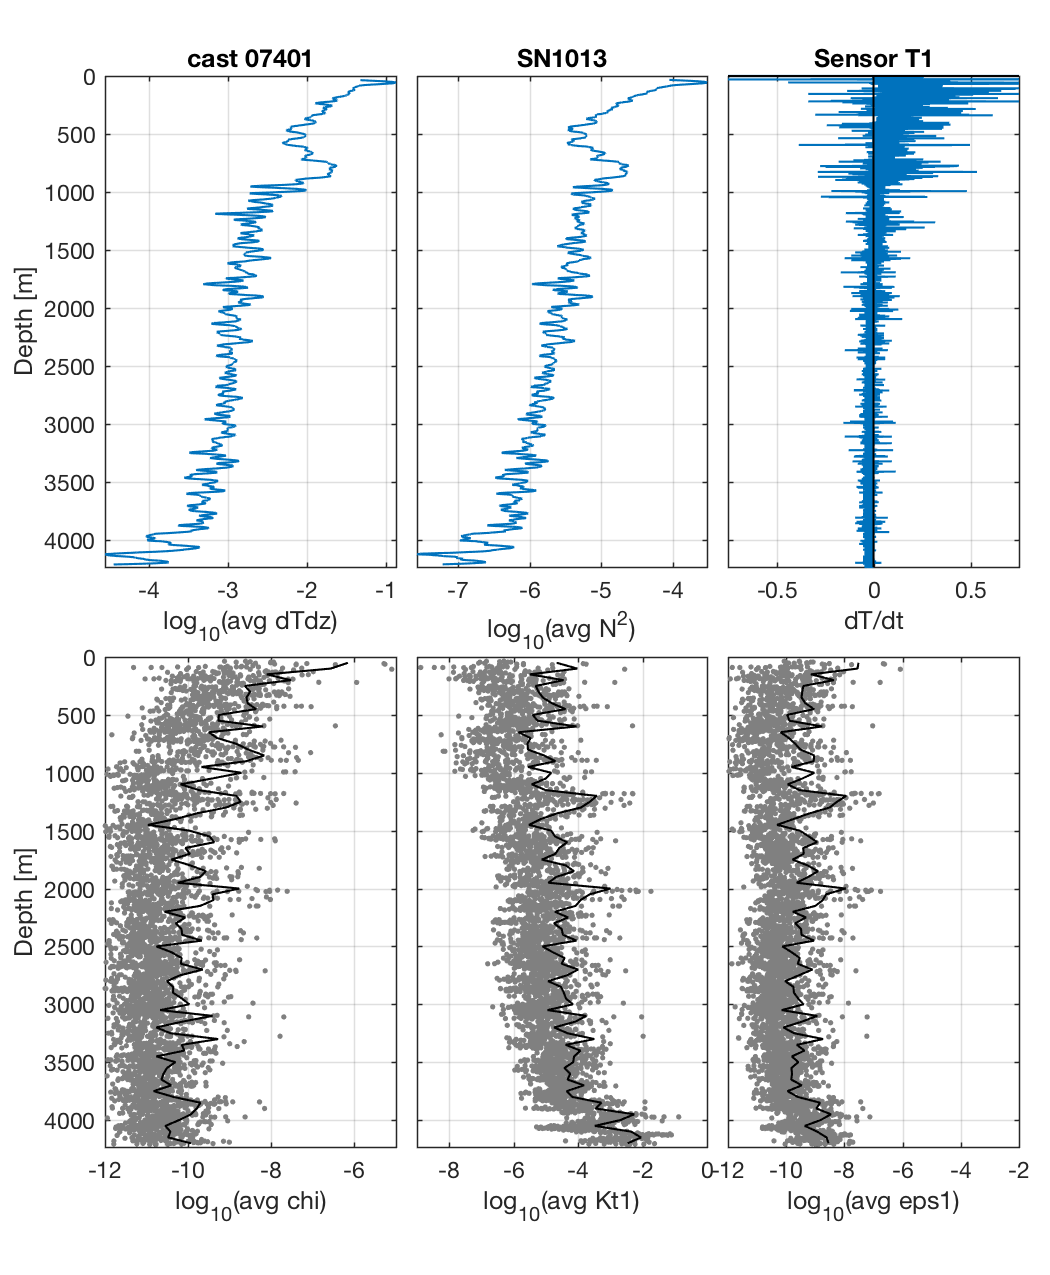 cast 07401 SN1013 Sensor T1
0
500
1000
1500
2000
2500
3000
3500
4000
Depth [m]
-4 -3 -2 -1 -7 -6 -5 -4 -0.5 0 0.5
log10(avg dTdz) log10(avg N2) dT/dt
0
500
1000
1500
2000
2500
3000
3500
4000
Depth [m]
-12 -10 -8 -6 -8 -6 -4 -2 0 -12 -10 -8 -6 -4 -2
log10(avg chi) log10(avg Kt1) log10(avg eps1)